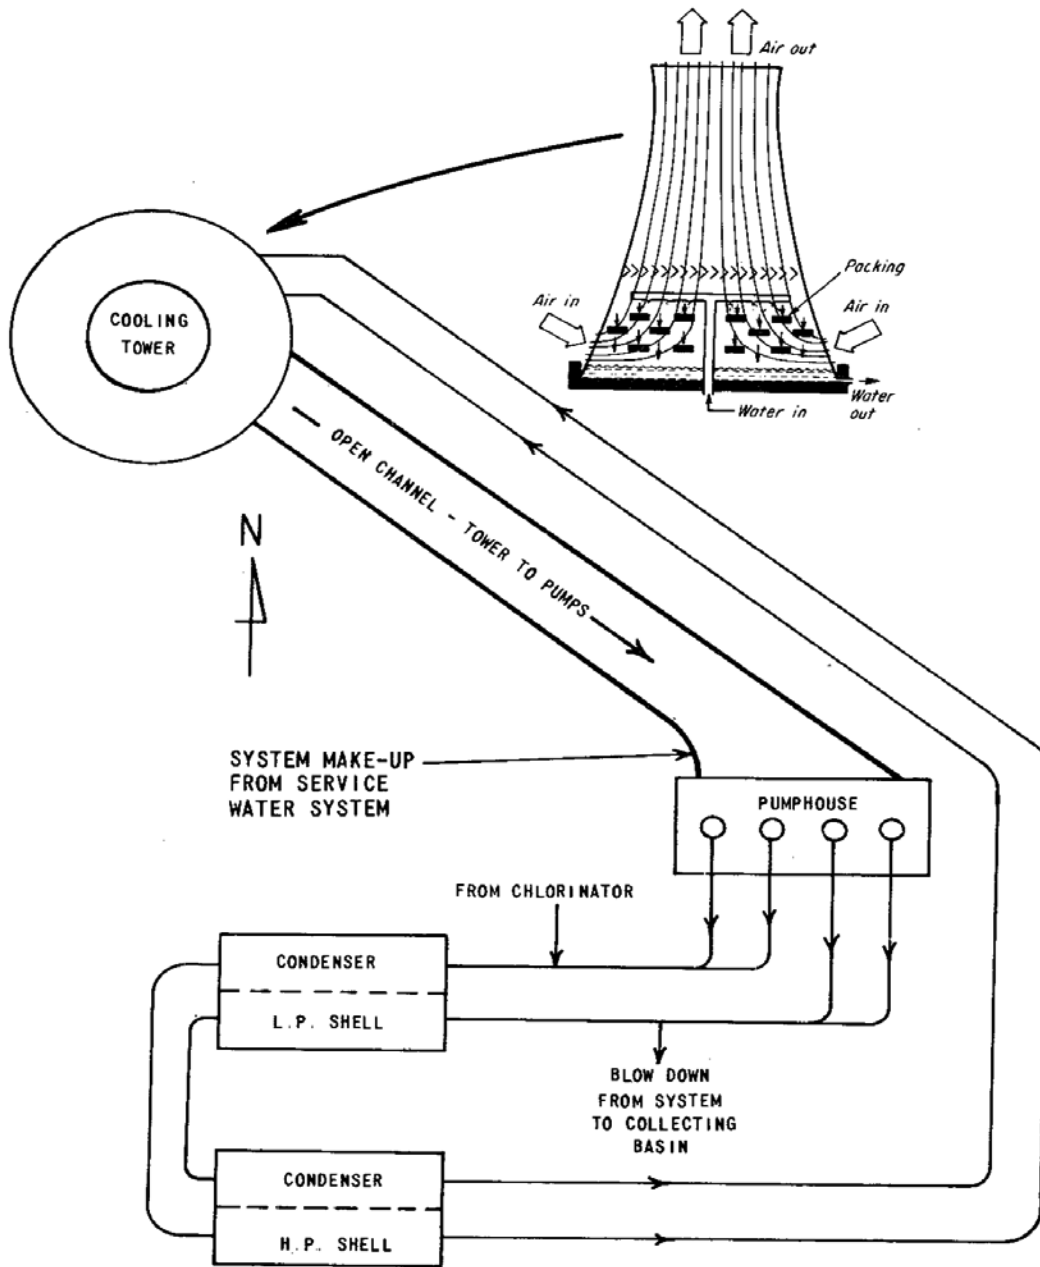 Air out
Packing
Air in
Air in
Water in
Water
out
COOLING
TOWER
OPEN CHANNEL - TOWER TO PUMPS
N
SYSTEM MAKE-UP
FROM SERVICE
WATER SYSTEM
PUMPHOUSE
FROM CHLORINATOR
CONDENSER
L.P. SHELL
BLOW DOWN
FROM SYSTEM
TO COLLECTING
BASIN
CONDENSER
H.P. SHELL